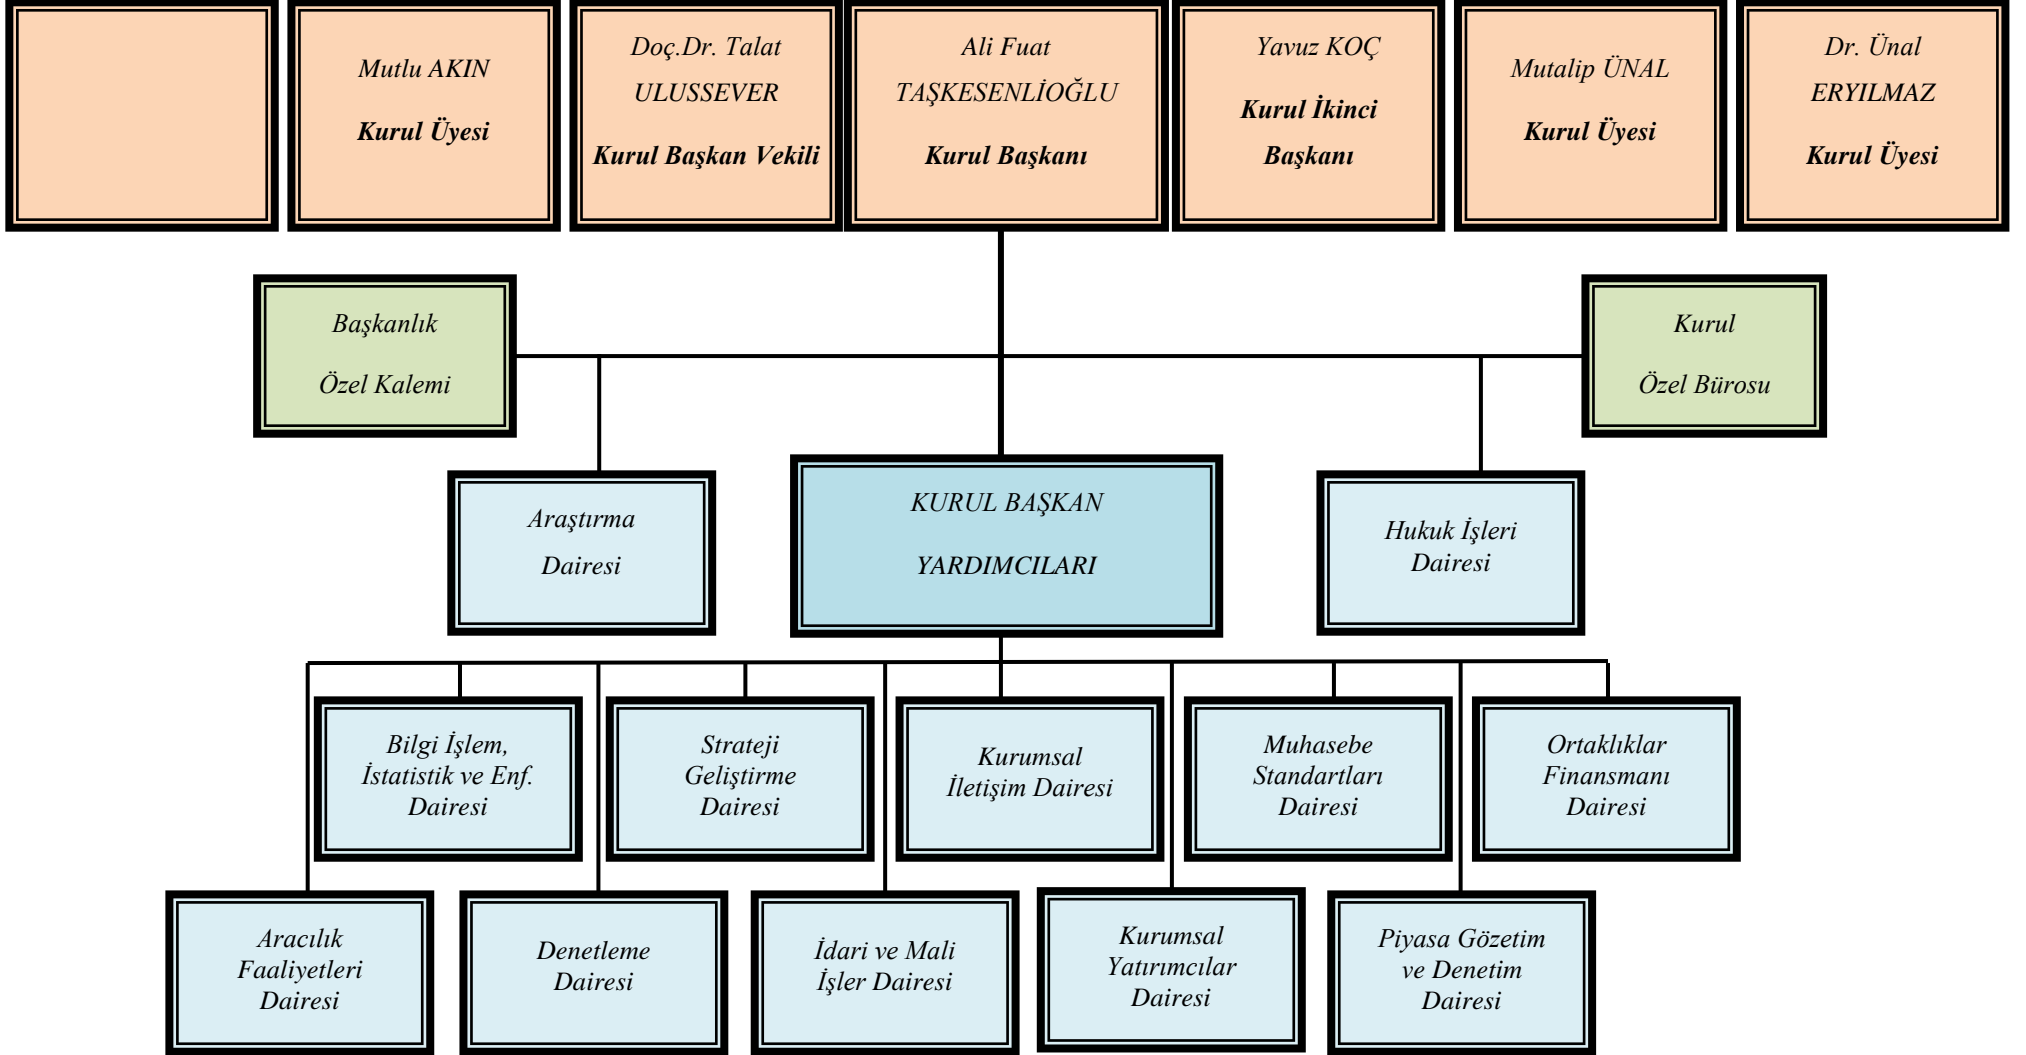 Mutlu AKIN
Kurul Üyesi
Doç.Dr. Talat
ULUSSEVER
Kurul Başkan Vekili
Ali Fuat
TAŞKESENLİOĞLU
Kurul Başkanı
Yavuz KOÇ
Kurul İkinci
Başkanı
Mutalip ÜNAL
Kurul Üyesi
Dr. Ünal
ERYILMAZ
Kurul Üyesi
Başkanlık
Özel Kalemi
Kurul
Özel Bürosu
Araştırma
Dairesi
KURUL BAŞKAN
YARDIMCILARI
Hukuk İşleri
Dairesi
Bilgi İşlem,
İstatistik ve Enf.
Dairesi
Strateji
Geliştirme
Dairesi
Kurumsal
İletişim Dairesi
Muhasebe
Standartları
Dairesi
Ortaklıklar
Finansmanı
Dairesi
Aracılık
Faaliyetleri
Dairesi
Denetleme
Dairesi
İdari ve Mali
İşler Dairesi
Kurumsal
Yatırımcılar
Dairesi
Piyasa Gözetim
ve Denetim
Dairesi